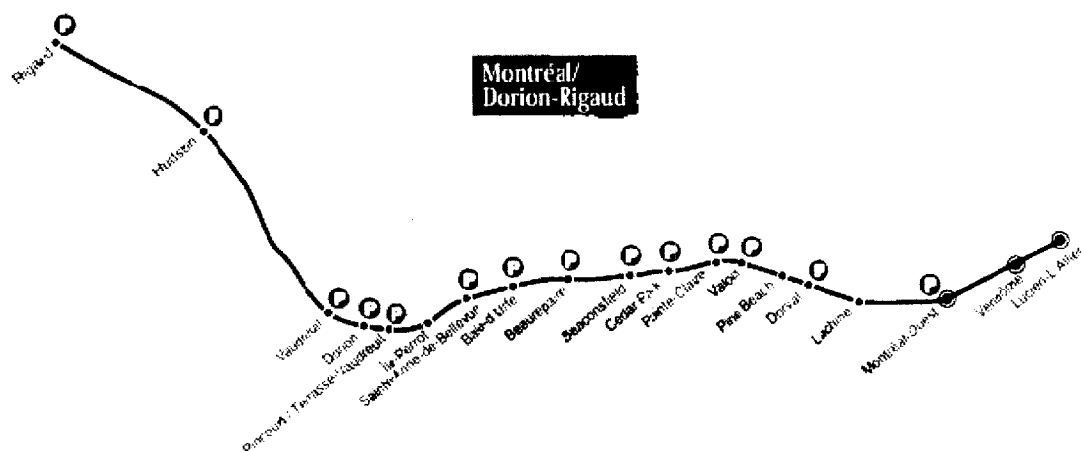 Montréal/
Dorion-Rigaud
Rigaud
Hudson
Vaudreuil
Dorion
Pincourt / Terrasse-Vaudreuil
Île-Perrot
Sainte-Anne-de-Bellevue
Baie-d'Urfé
Beaurepaire
Beaconsfield
Cedar Park
Pointe-Claire
Valois
Pine Beach
Dorval
Lachine
Montréal-Ouest
Vendôme
Lucien-L'Allier